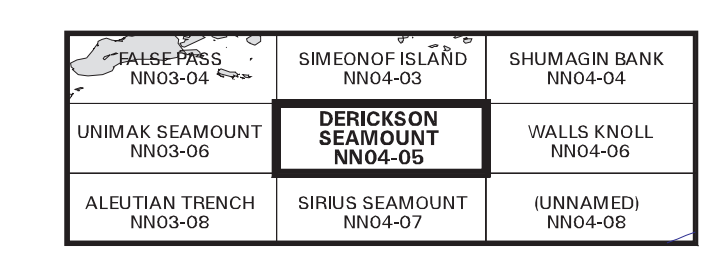 FALSE PASS
NN03-04
SIMEONOF ISLAND
NN04-03
SHUMAGIN BANK
NN04-04
UNIMAK SEAMOUNT
NN03-06
DERICKSON
SEAMOUNT
NN04-05
WALLS KNOLL
NN04-06
ALEUTIAN TRENCH
NN03-08
SIRIUS SEAMOUNT
NN04-07
(UNNAMED)
NN04-08